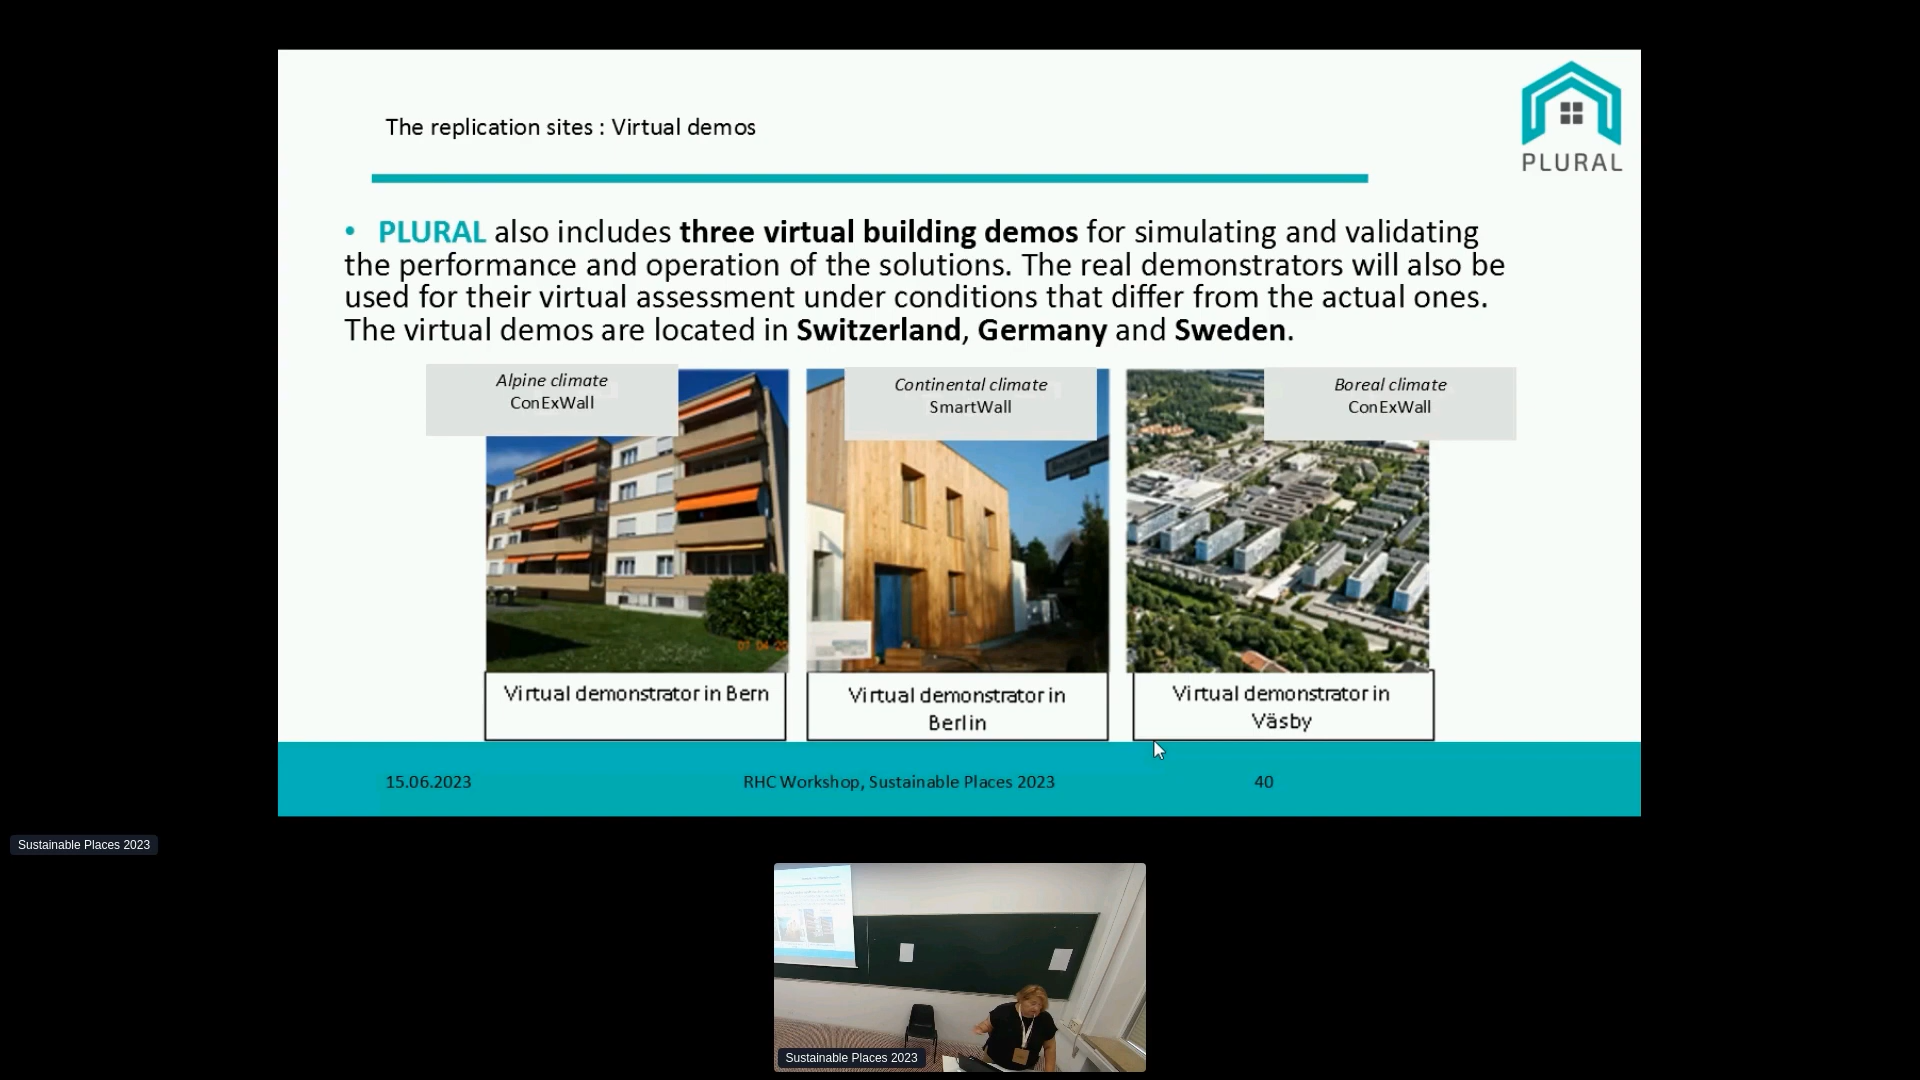 The replication sites : Virtual demos
PLURAL
• PLURAL also includes three virtual building demos for simulating and validating
the performance and operation of the solutions. The real demonstrators will also be
used for their virtual assessment under conditions that differ from the actual ones.
The virtual demos are located in Switzerland, Germany and Sweden.
Alpine climate
ConExWall
Continental climate
SmartWall
Boreal climate
ConExWall
Virtual demonstrator in Bern
Virtual demonstrator in
Berlin
Virtual demonstrator in
Väsby
15.06.2023
RHC Workshop, Sustainable Places 2023
40
Sustainable Places 2023
Sustainable Places 2023